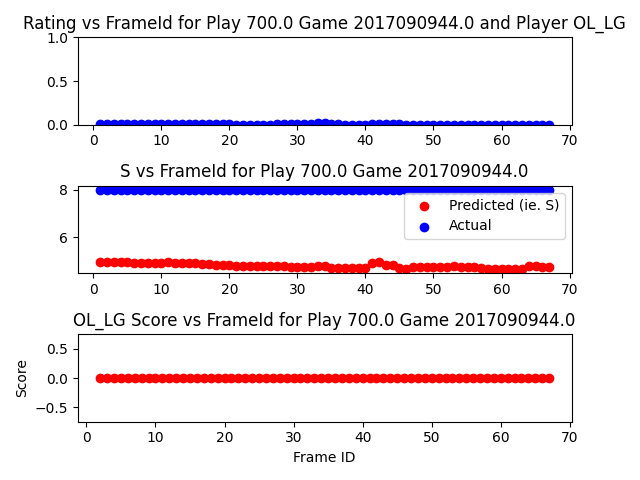 Rating vs FrameId for Play 700.0 Game 2017090944.0 and Player OL_LG
1.0
0.5
0.0
0 10 20 30 40 50 60 70
S vs FrameId for Play 700.0 Game 2017090944.0
8
6
Predicted (ie. S)
Actual
0 10 20 30 40 50 60 70
OL_LG Score vs FrameId for Play 700.0 Game 2017090944.0
Score
0.5
0.0
−0.5
0 10 20 30 40 50 60 70
Frame ID